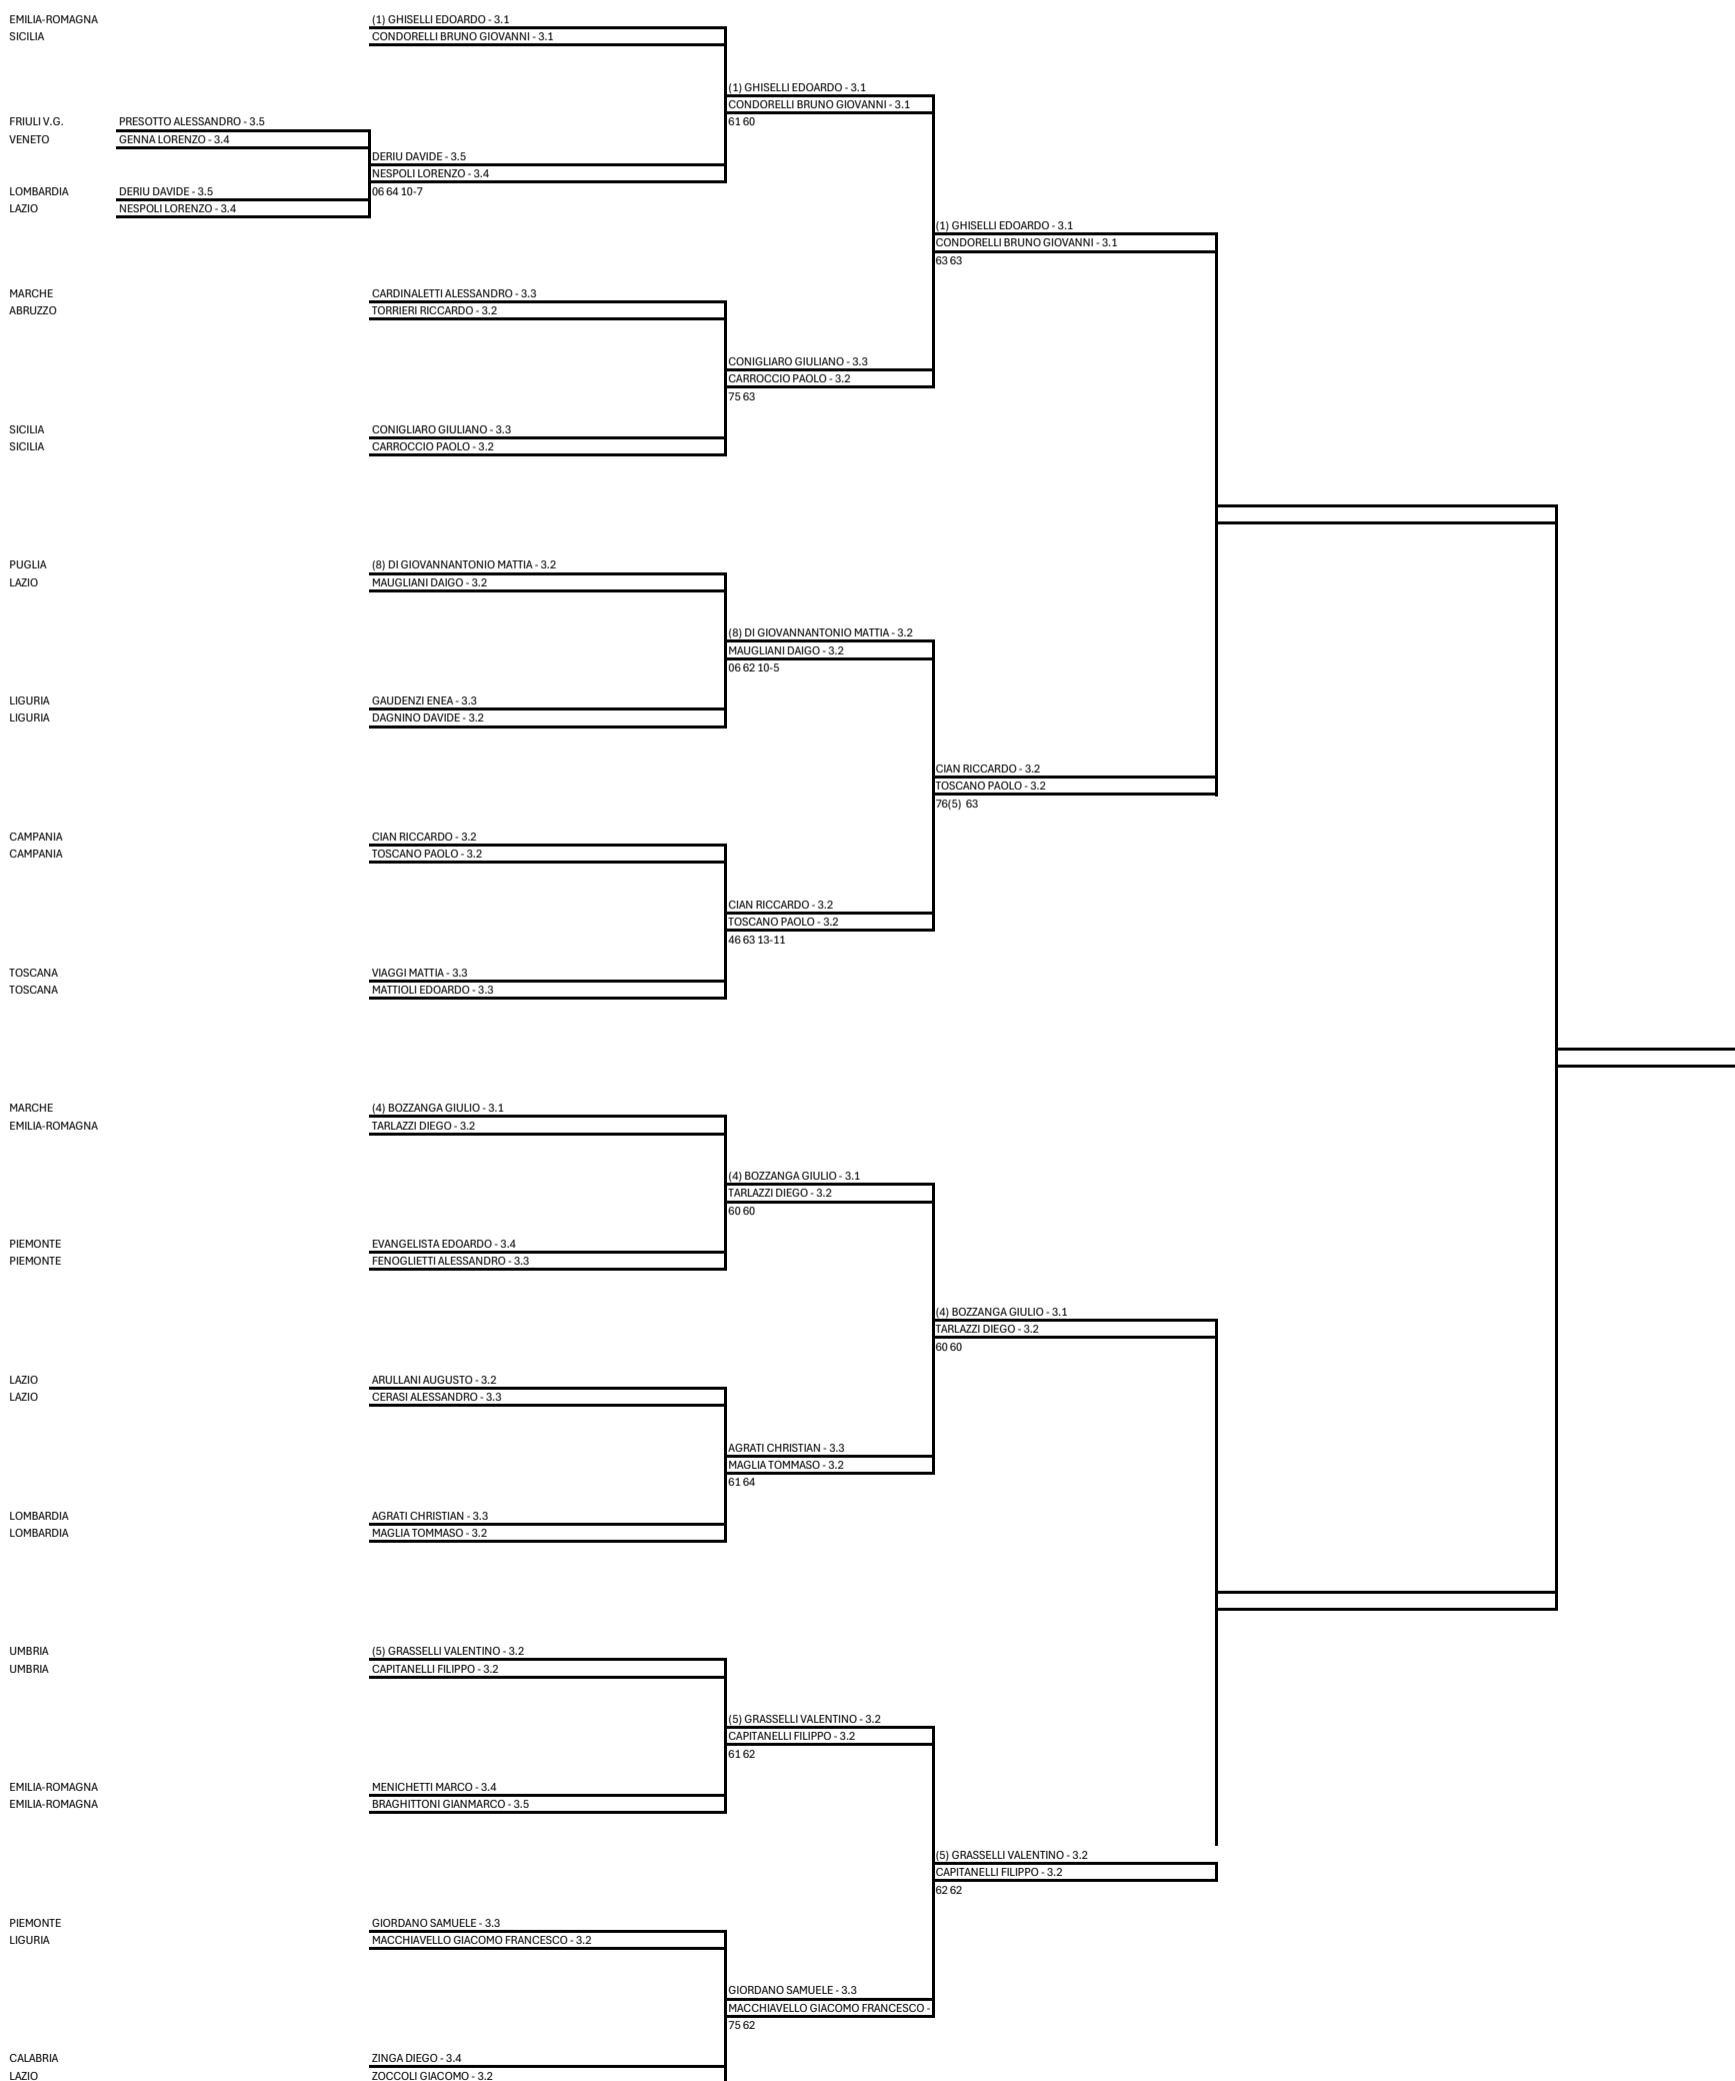 EMILIA-ROMAGNA (1) GHISELLI EDOARDO - 3.1
SICILIA CONDORELLI BRUNO GIOVANNI - 3.1
(1) GHISELLI EDOARDO - 3.1
CONDORELLI BRUNO GIOVANNI - 3.1
FRIULI V.G. PRESOTTO ALESSANDRO - 3.5 61 60
VENETO GENNA LORENZO - 3.4
DERIU DAVIDE - 3.5
NESPOLI LORENZO - 3.4
LOMBARDIA DERIU DAVIDE - 3.5 06 64 10-7
LAZIO NESPOLI LORENZO - 3.4
(1) GHISELLI EDOARDO - 3.1
CONDORELLI BRUNO GIOVANNI - 3.1
63 63
MARCHE CARDINALETTI ALESSANDRO - 3.3
ABRUZZO TORRIERI RICCARDO - 3.2
CONIGLIARO GIULIANO - 3.3
CARROCCIO PAOLO - 3.2
75 63
SICILIA CONIGLIARO GIULIANO - 3.3
SICILIA CARROCCIO PAOLO - 3.2
PUGLIA (8) DI GIOVANNANTONIO MATTIA - 3.2
LAZIO MAUGLIANI DAIGO - 3.2
(8) DI GIOVANNANTONIO MATTIA - 3.2
MAUGLIANI DAIGO - 3.2
06 62 10-5
LIGURIA GAUDENZI ENEA - 3.3
LIGURIA DAGNINO DAVIDE - 3.2
CIAN RICCARDO - 3.2
TOSCANO PAOLO - 3.2
76(5) 63
CAMPANIA CIAN RICCARDO - 3.2
CAMPANIA TOSCANO PAOLO - 3.2
CIAN RICCARDO - 3.2
TOSCANO PAOLO - 3.2
46 63 13-11
TOSCANA VIAGGI MATTIA - 3.3
TOSCANA MATTIOLI EDOARDO - 3.3
MARCHE (4) BOZZANGA GIULIO - 3.1
EMILIA-ROMAGNA TARLAZZI DIEGO - 3.2
(4) BOZZANGA GIULIO - 3.1
TARLAZZI DIEGO - 3.2
60 60
PIEMONTE EVANGELISTA EDOARDO - 3.4
PIEMONTE FENOGLIETTI ALESSANDRO - 3.3
(4) BOZZANGA GIULIO - 3.1
TARLAZZI DIEGO - 3.2
60 60
LAZIO ARULLANI AUGUSTO - 3.2
LAZIO CERASI ALESSANDRO - 3.3
AGRATI CHRISTIAN - 3.3
MAGLIA TOMMASO - 3.2
61 64
LOMBARDIA AGRATI CHRISTIAN - 3.3
LOMBARDIA MAGLIA TOMMASO - 3.2
UMBRIA (5) GRASSELLI VALENTINO - 3.2
UMBRIA CAPITANELLI FILIPPO - 3.2
(5) GRASSELLI VALENTINO - 3.2
CAPITANELLI FILIPPO - 3.2
61 62
EMILIA-ROMAGNA MENICHETTI MARCO - 3.4
EMILIA-ROMAGNA BRAGHITTONI GIANMARCO - 3.5
(5) GRASSELLI VALENTINO - 3.2
CAPITANELLI FILIPPO - 3.2
62 62
PIEMONTE GIORDANO SAMUELE - 3.3
LIGURIA MACCHIAVELLO GIACOMO FRANCESCO - 3.2
GIORDANO SAMUELE - 3.3
MACCHIAVELLO GIACOMO FRANCESCO -
75 62
CALABRIA ZINGA DIEGO - 3.4
LAZIO ZOCCOLI GIACOMO - 3.2